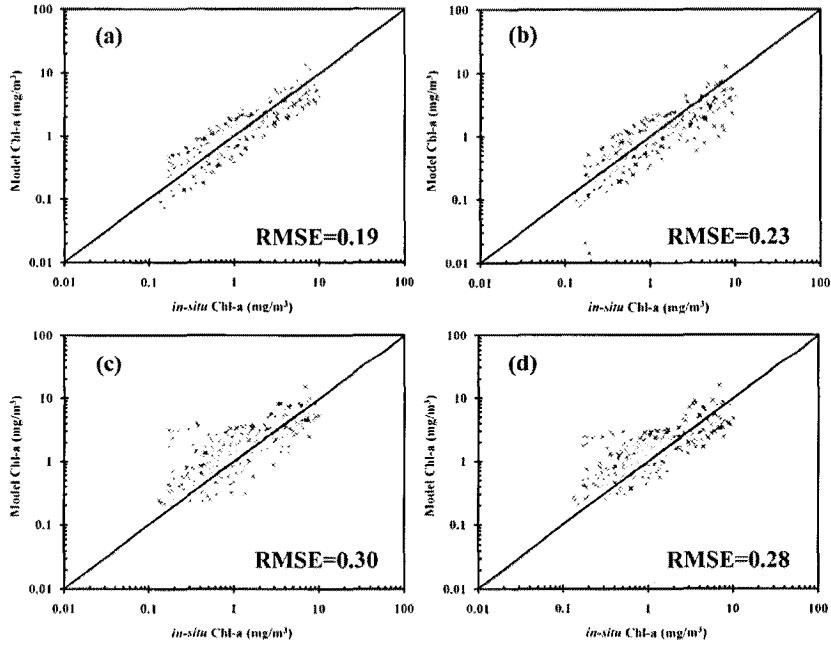 (a)
100
10
1
0.1
0.01
Model Chl-a (mg/m³)
RMSE=0.19
0.01 0.1 1 10 100
in-situ Chl-a (mg/m³)
(b)
100
10
1
0.1
0.01
Model Chl-a (mg/m³)
RMSE=0.23
0.01 0.1 1 10 100
in-situ Chl-a (mg/m³)
(c)
100
10
1
0.1
0.01
Model Chl-a (mg/m³)
RMSE=0.30
0.01 0.1 1 10 100
in-situ Chl-a (mg/m³)
(d)
100
10
1
0.1
0.01
Model Chl-a (mg/m³)
RMSE=0.28
0.01 0.1 1 10 100
in-situ Chl-a (mg/m³)